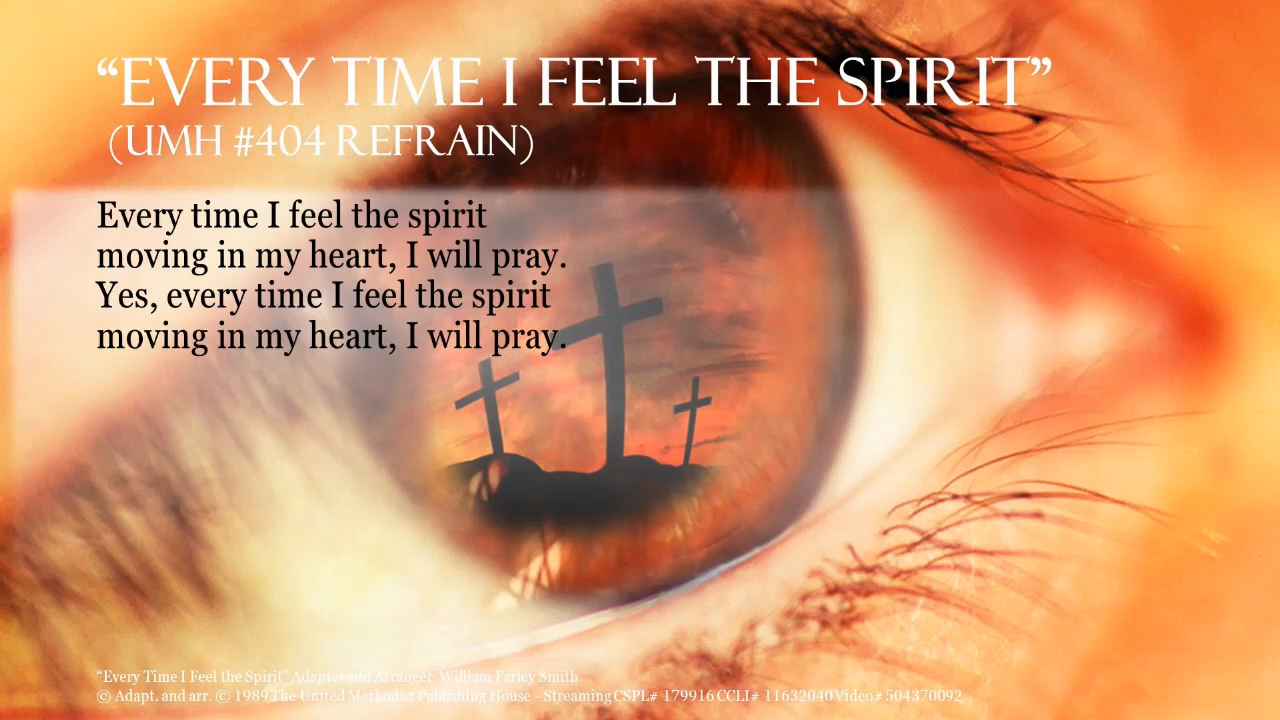 “EVERY TIME I FEEL THE SPIRIT”
(UMH #404 REFRAIN)
Every time I feel the spirit
moving in my heart, I will pray.
Yes, every time I feel the spirit
moving in my heart, I will pray.
“Every Time I Feel the Spirit” Adapter and Arranger William Farley Smith
© Adapt. and arr. © 1989 The United Methodist Publishing House - Streaming CSPL# 179916 CCLI# 11632040 Video# 504370092